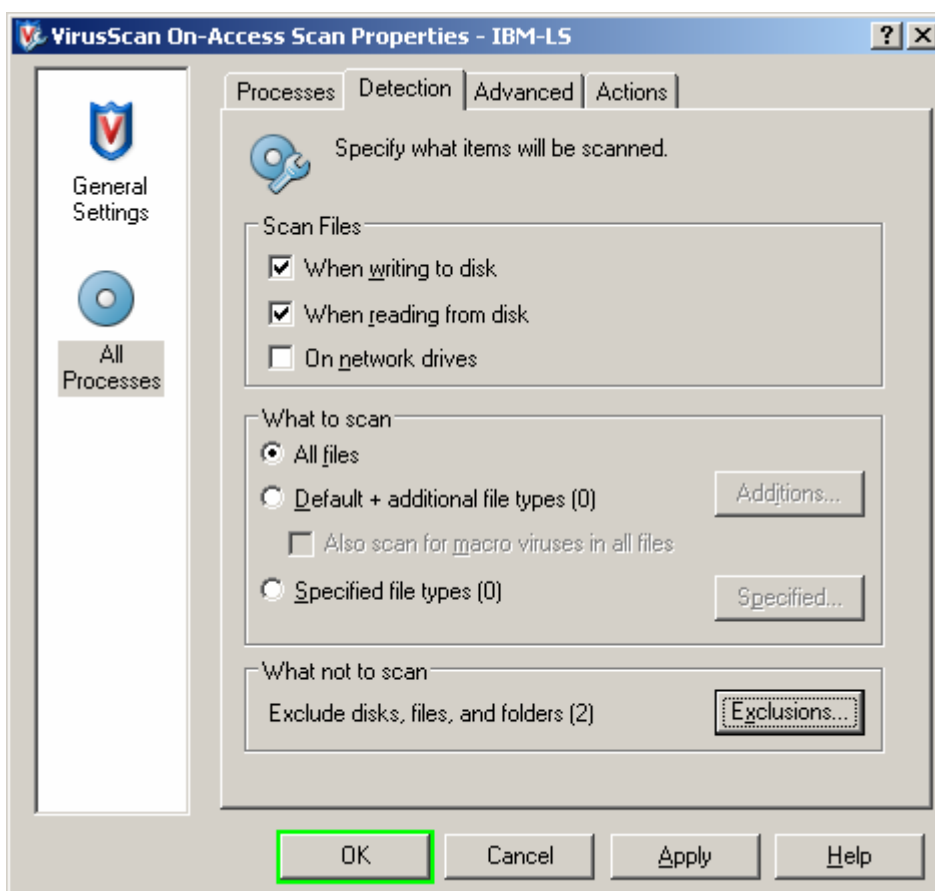 VirusScan On-Access Scan Properties - IBM-LS
General
Settings
All
Processes
Processes Detection Advanced Actions
Specify what items will be scanned.
Scan Files
When writing to disk
When reading from disk
On network drives
What to scan
All files
Default + additional file types (0) Additions...
Also scan for macro viruses in all files
Specified file types (0) Specified...
What not to scan
Exclude disks, files, and folders (2) Exclusions...
OK Cancel Apply Help